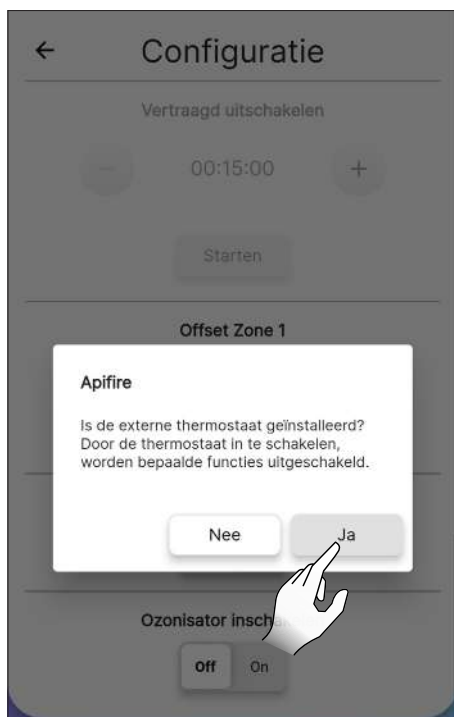 Configuratie
Vertraagd uitschakelen
00:15:00
Starten
Offset Zone 1
Apifire
Is de externe thermostaat geïnstalleerd?
Door de thermostaat in te schakelen,
worden bepaalde functies uitgeschakeld.
Nee
Ja
Ozonisator
Off
On